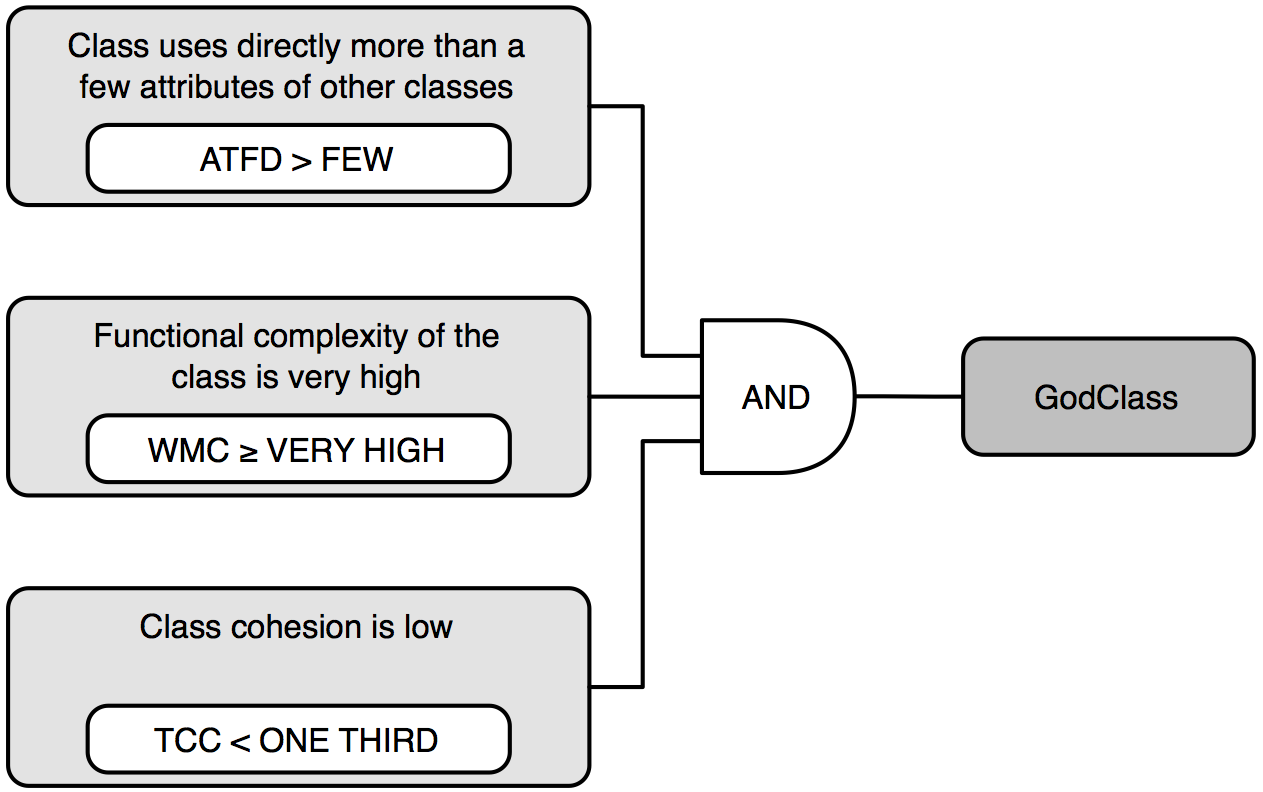 Class uses directly more than a
few attributes of other classes
ATFD > FEW
Functional complexity of the
class is very high
WMC ≥ VERY HIGH
Class cohesion is low
TCC < ONE THIRD
AND
GodClass